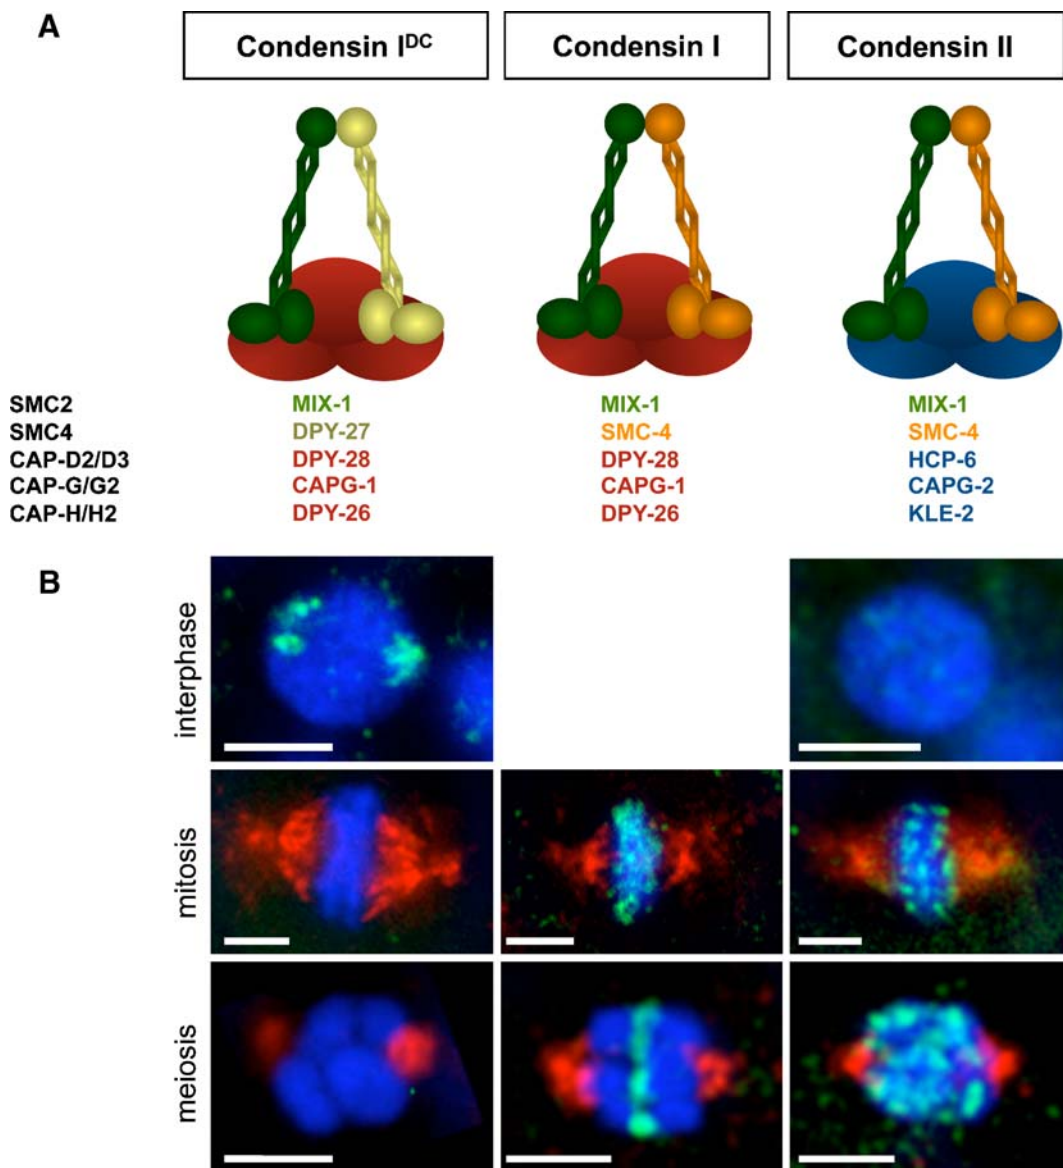 A
Condensin I^DC Condensin I Condensin II
SMC2 MIX-1 MIX-1 MIX-1
SMC4 DPY-27 SMC-4 SMC-4
CAP-D2/D3 DPY-28 DPY-28 HCP-6
CAP-G/G2 CAPG-1 CAPG-1 CAPG-2
CAP-H/H2 DPY-26 DPY-26 KLE-2
B
interphase
mitosis
meiosis